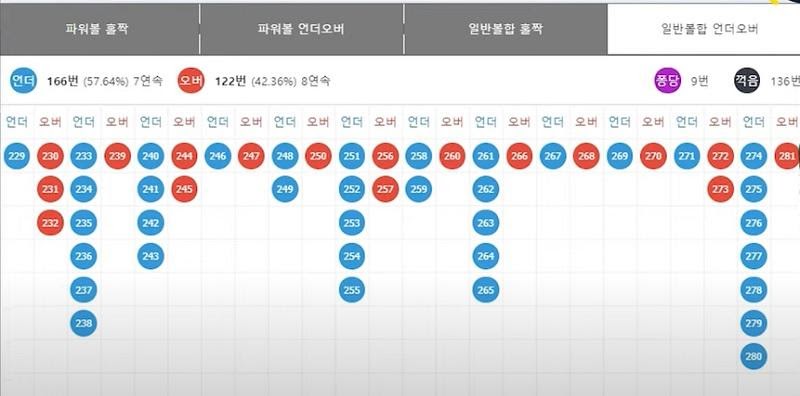 파워볼 홀짝 파워볼 언더오버 일반볼합 홀짝 일반볼합 언더오버
언더 166번 (57.64%) 7연속 오버 122번 (42.36%) 8연속 퐁당 9번 꺽음 136번
언더 오버 언더 오버 언더 오버 언더 오버 언더 오버 언더 오버 언더 오버 언더 오버 언더 오버 언더 오버 언더 오버 언더 오버
229 230 233 239 240 244 246 247 248 250 251 256 258 260 261 266 267 268 269 270 271 272 274 281
231 234 241 245 249 252 257 259 262 273 275
232 235 242 253 263 276
236 243 254 264 277
237 255 265 278
238 279
280